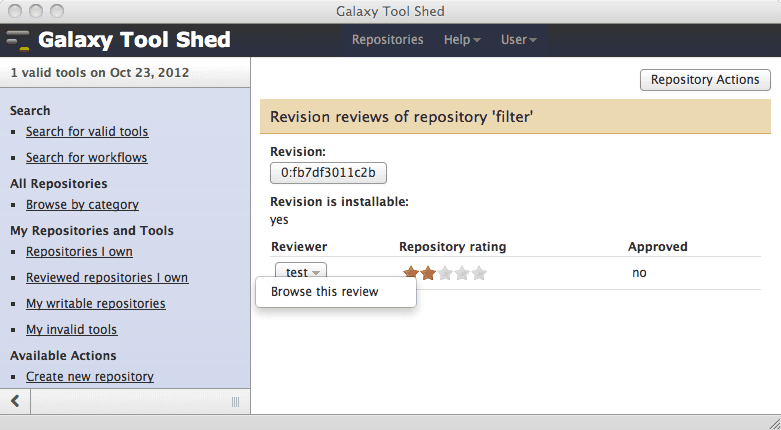 Galaxy Tool Shed
Galaxy Tool Shed
Repositories Help User
1 valid tools on Oct 23, 2012
Repository Actions
Search
Search for valid tools
Search for workflows
All Repositories
Browse by category
My Repositories and Tools
Repositories I own
Reviewed repositories I own
My writable repositories
My invalid tools
Available Actions
Create new repository
Revision reviews of repository 'filter'
Revision:
0:fb7df3011c2b
Revision is installable:
yes
Reviewer Repository rating Approved
test no
Browse this review